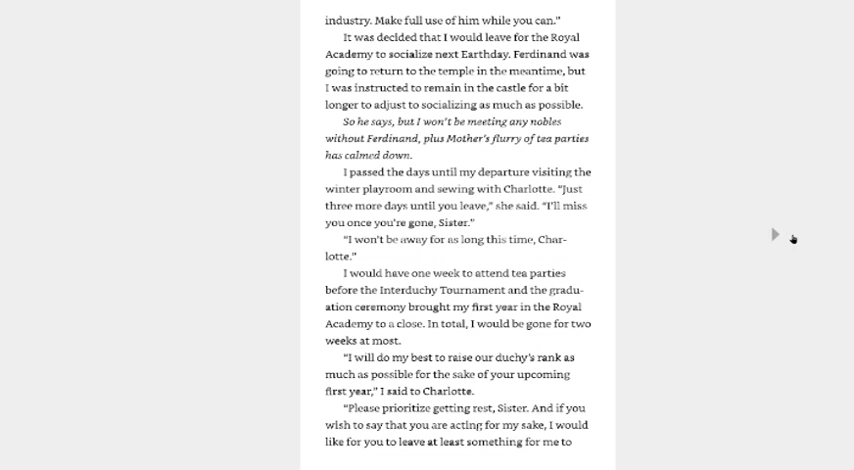 industry. Make full use of him while you can.”
It was decided that I would leave for the Royal
Academy to socialize next Earthday. Ferdinand was
going to return to the temple in the meantime, but
I was instructed to remain in the castle for a bit
longer to adjust to socializing as much as possible.
So he says, but I won’t be meeting any nobles
without Ferdinand, plus Mother’s flurry of tea parties
has calmed down.
I passed the days until my departure visiting the
winter playroom and sewing with Charlotte. “Just
three more days until you leave,” she said. “I’ll miss
you once you’re gone, Sister.”
“I won’t be away for as long this time, Char-
lotte.”
I would have one week to attend tea parties
before the Interduchy Tournament and the gradu-
ation ceremony brought my first year in the Royal
Academy to a close. In total, I would be gone for two
weeks at most.
“I will do my best to raise our duchy’s rank as
much as possible for the sake of your upcoming
first year,” I said to Charlotte.
“Please prioritize getting rest, Sister. And if you
wish to say that you are acting for my sake, I would
like for you to leave at least something for me to